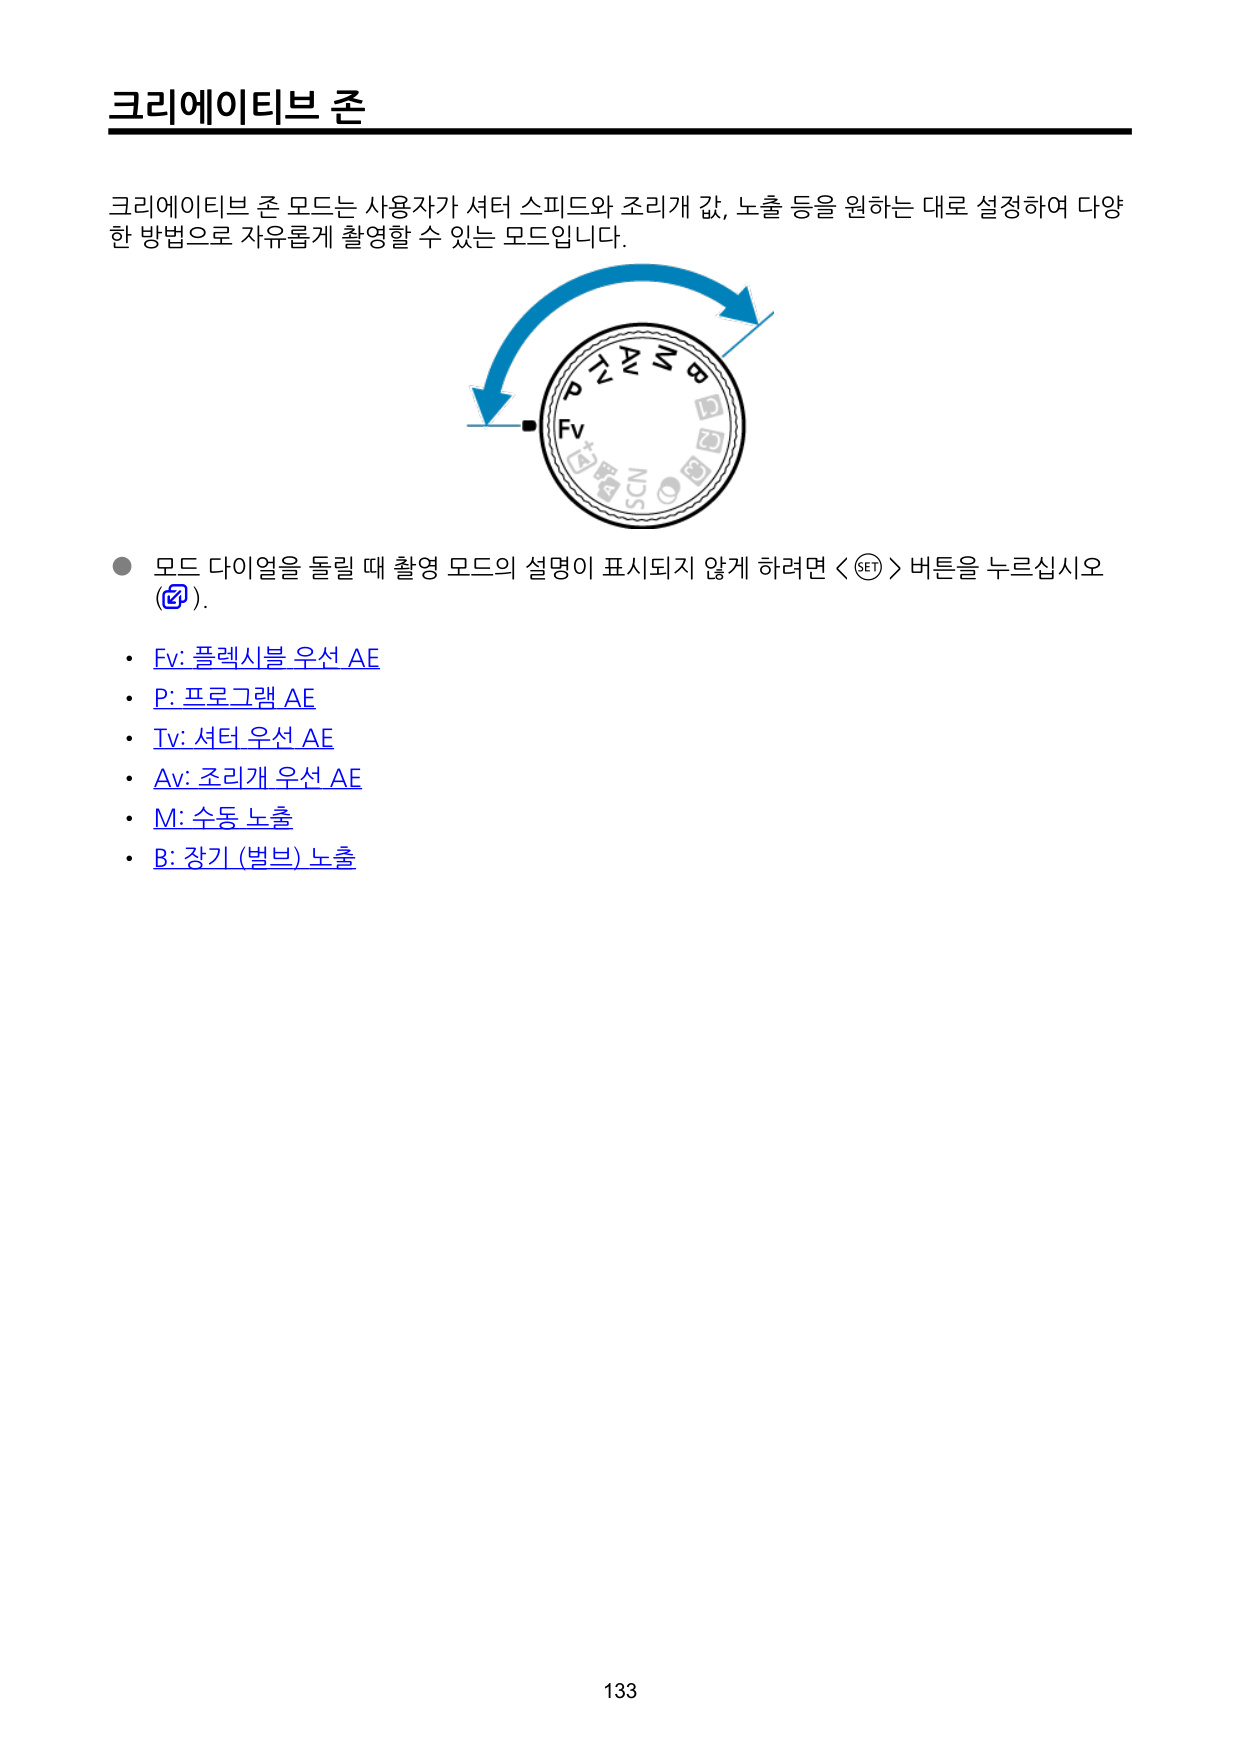 크리에이티브 존
크리에이티브 존 모드는 사용자가 셔터 스피드와 조리개 값, 노출 등을 원하는 대로 설정하여 다양
한 방법으로 자유롭게 촬영할 수 있는 모드입니다.
Fv P Tv Av M B C1 C2 C3 SCN A A+
● 모드 다이얼을 돌릴 때 촬영 모드의 설명이 표시되지 않게 하려면 < SET > 버튼을 누르십시오
( ).
• Fv: 플렉시블 우선 AE
• P: 프로그램 AE
• Tv: 셔터 우선 AE
• Av: 조리개 우선 AE
• M: 수동 노출
• B: 장기 (벌브) 노출
133